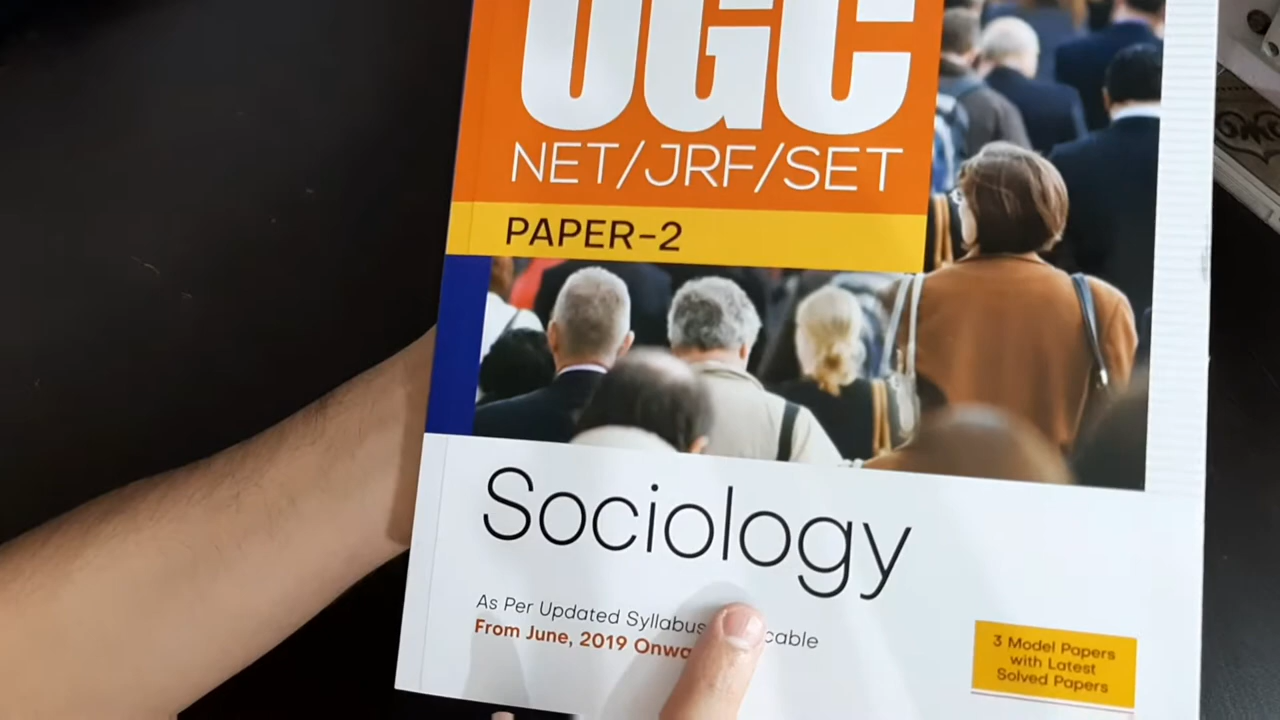 UGC
NET/JRF/SET
PAPER-2
Sociology
As Per Updated Syllabus
From June, 2019
3 Model Papers
with Latest
Solved Papers